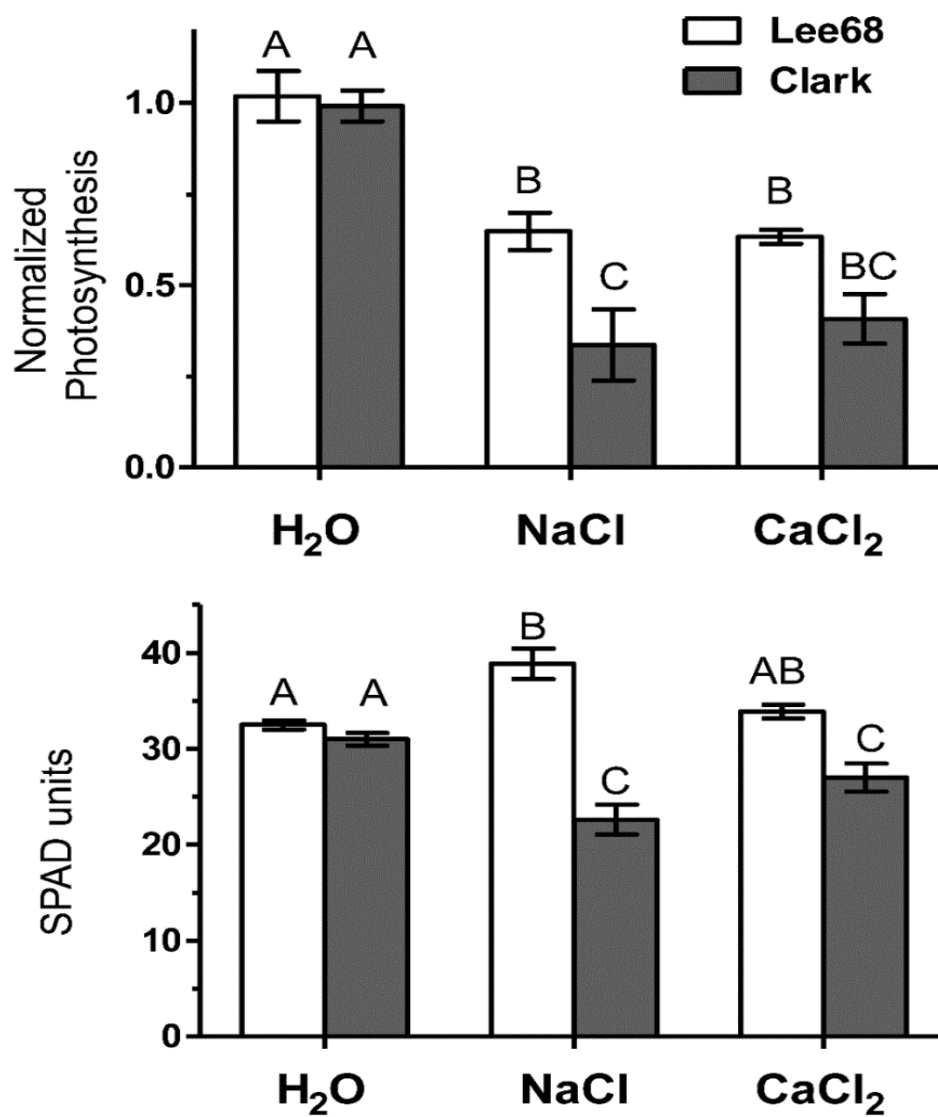 Lee68
Clark
A A
1.0
B B
C BC
0.5
0.0
Normalized
Photosynthesis
H₂O NaCl CaCl₂
40
B
A A AB
30
C C
20
10
0
SPAD units
H₂O NaCl CaCl₂